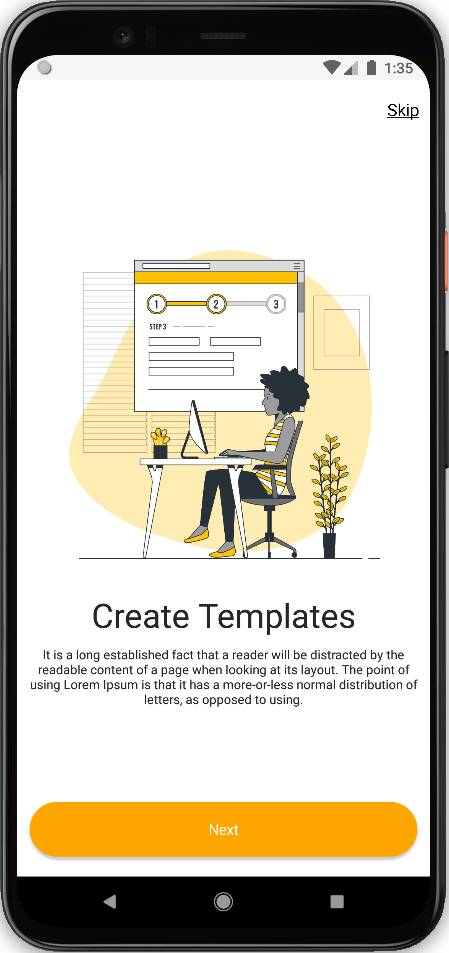 1:35
Skip
1 2 3
STEP 3
Create Templates
It is a long established fact that a reader will be distracted by the
readable content of a page when looking at its layout. The point of
using Lorem Ipsum is that it has a more-or-less normal distribution of
letters, as opposed to using.
Next